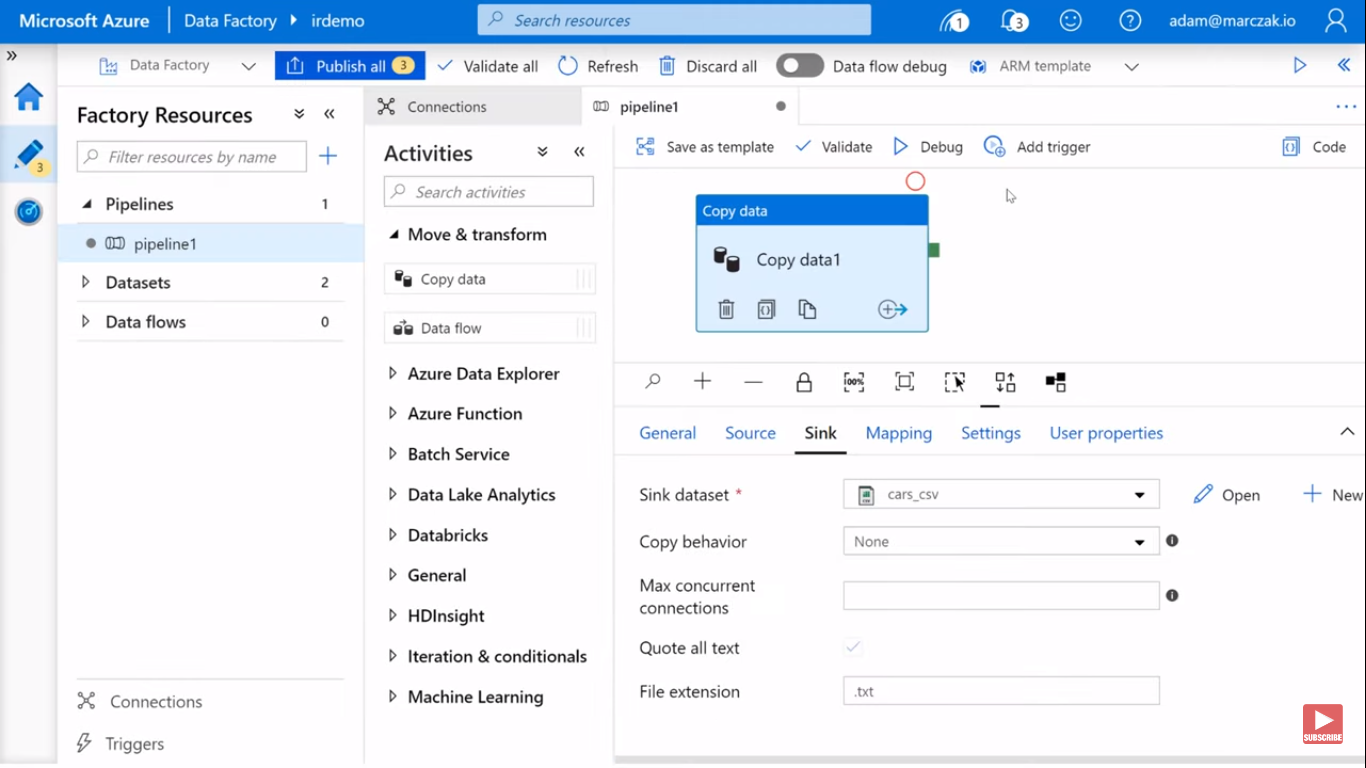 Microsoft Azure
Data Factory
irdemo
Search resources
1
3
adam@marczak.io
Data Factory
Publish all
3
Validate all
Refresh
Discard all
Data flow debug
ARM template
Factory Resources
Filter resources by name
3
Pipelines
1
pipeline1
Datasets
2
Data flows
0
Connections
Triggers
Connections
pipeline1
Activities
Search activities
Move & transform
Copy data
Data flow
Azure Data Explorer
Azure Function
Batch Service
Data Lake Analytics
Databricks
General
HDInsight
Iteration & conditionals
Machine Learning
Save as template
Validate
Debug
Add trigger
Code
Copy data
Copy data1
100%
General
Source
Sink
Mapping
Settings
User properties
Sink dataset *
cars_csv
Open
New
Copy behavior
None
Max concurrent
connections
Quote all text
File extension
.txt
SUBSCRIBE